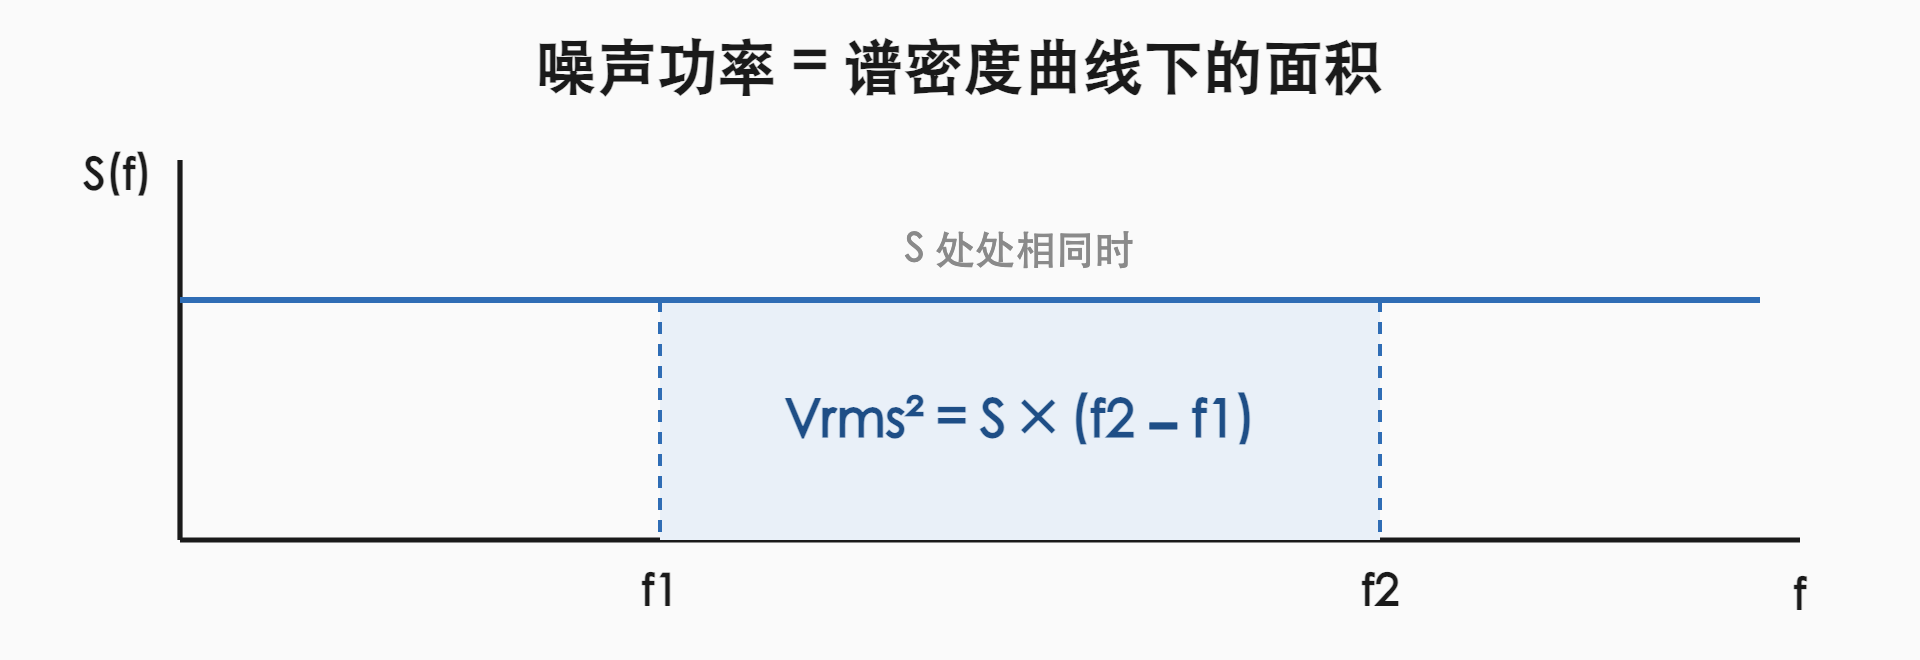 噪声功率 = 谱密度曲线下的面积
S(f)
S 处处相同时
Vrms² = S × (f2 – f1)
f1
f2
f